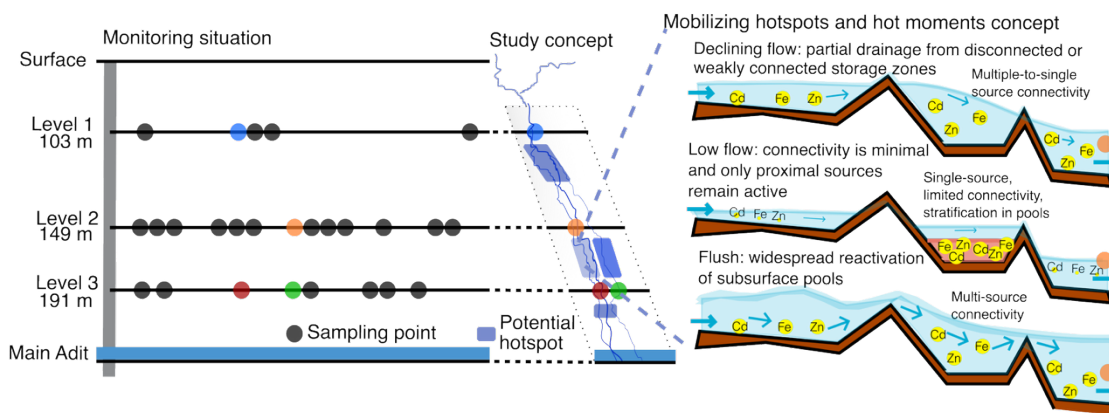 Monitoring situation
Surface
Level 1
103 m
Level 2
149 m
Level 3
191 m
Main Adit
Sampling point
Potential
hotspot
Study concept
Mobilizing hotspots and hot moments concept
Declining flow: partial drainage from disconnected or
weakly connected storage zones
Multiple-to-single
source connectivity
Cd Fe Zn
Cd Fe
Zn
Cd Fe
Zn
Low flow: connectivity is minimal
and only proximal sources
remain active
Single-source,
limited connectivity,
stratification in pools
Cd Fe Zn
Fe Zn Cd Fe
Cd Zn
Cd Fe Zn
Flush: widespread reactivation
of subsurface pools
Multi-source
connectivity
Cd Fe Zn
Cd Fe
Zn
Cd Fe
Zn